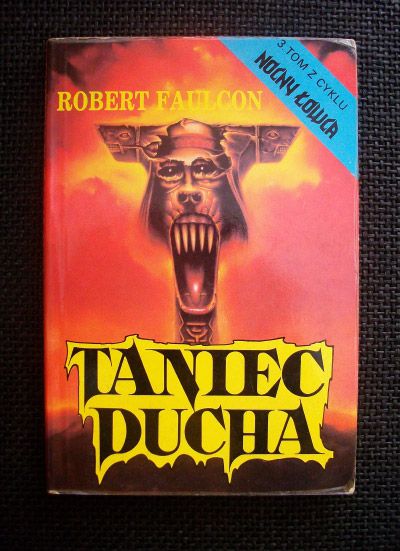 3. TOM Z CYKLU
NOCNY ŁOWCA
ROBERT FAULCON
TANIEC
DUCHA